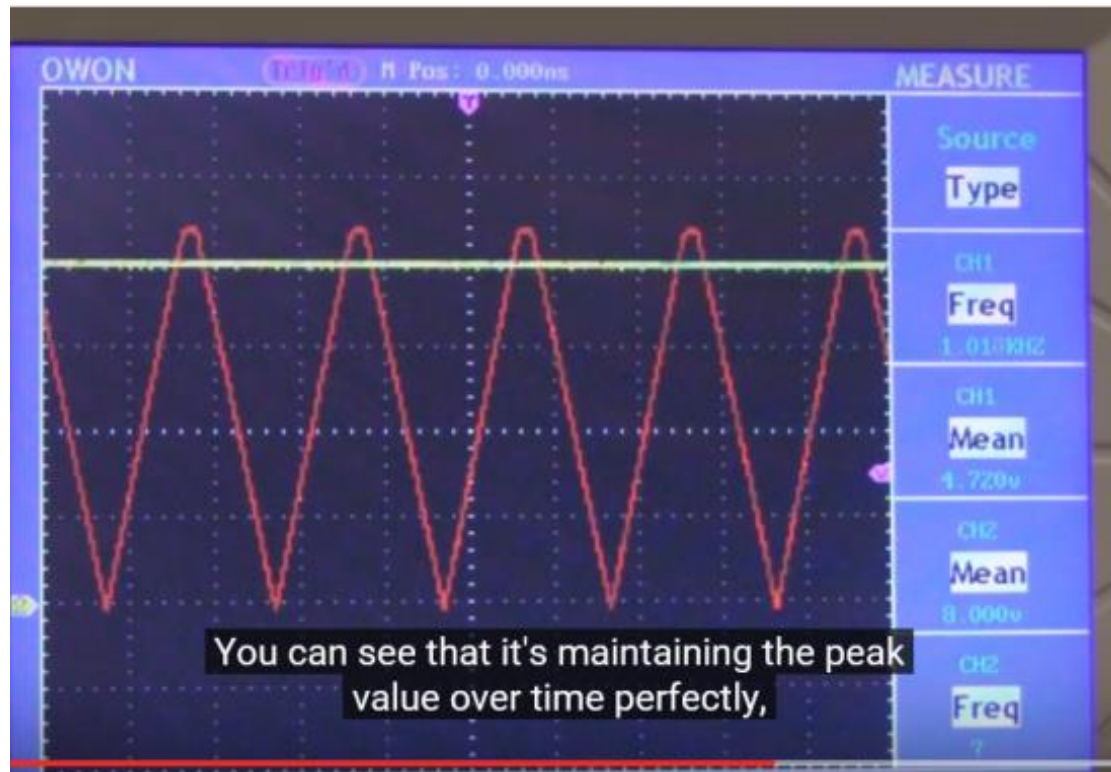 OWON M Pos: 0.000ns MEASURE
Source
Type
CH1
Freq
CH1
Mean
4.720v
CH2
Mean
8.000v
You can see that it's maintaining the peak
value over time perfectly,
CH2
Freq
?